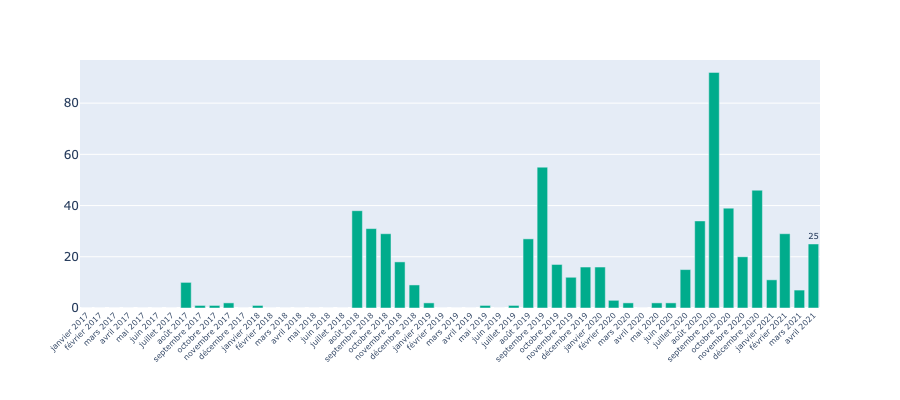 80
60
40
20
0
25
janvier 2017
février 2017
mars 2017
avril 2017
mai 2017
juin 2017
juillet 2017
août 2017
septembre 2017
octobre 2017
novembre 2017
décembre 2017
janvier 2018
février 2018
mars 2018
avril 2018
mai 2018
juin 2018
juillet 2018
août 2018
septembre 2018
octobre 2018
novembre 2018
décembre 2018
janvier 2019
février 2019
mars 2019
avril 2019
mai 2019
juin 2019
juillet 2019
août 2019
septembre 2019
octobre 2019
novembre 2019
décembre 2019
janvier 2020
février 2020
mars 2020
avril 2020
mai 2020
juin 2020
juillet 2020
août 2020
septembre 2020
octobre 2020
novembre 2020
décembre 2020
janvier 2021
février 2021
mars 2021
avril 2021